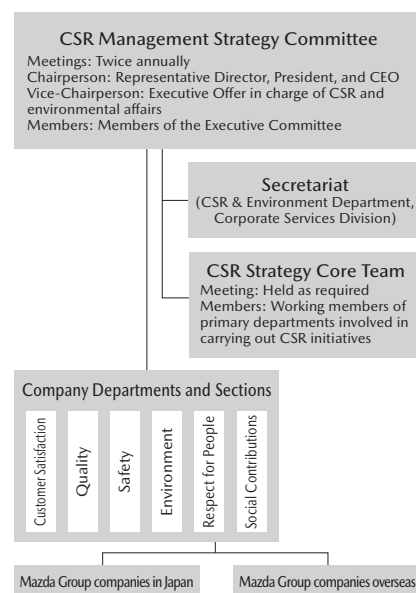 CSR Management Strategy Committee
Meetings: Twice annually
Chairperson: Representative Director, President, and CEO
Vice-Chairperson: Executive Offer in charge of CSR and
environmental affairs
Members: Members of the Executive Committee
Secretariat
(CSR & Environment Department,
Corporate Services Division)
CSR Strategy Core Team
Meeting: Held as required
Members: Working members of
primary departments involved in
carrying out CSR initiatives
Company Departments and Sections
Customer Satisfaction
Quality
Safety
Environment
Respect for People
Social Contributions
Mazda Group companies in Japan
Mazda Group companies overseas